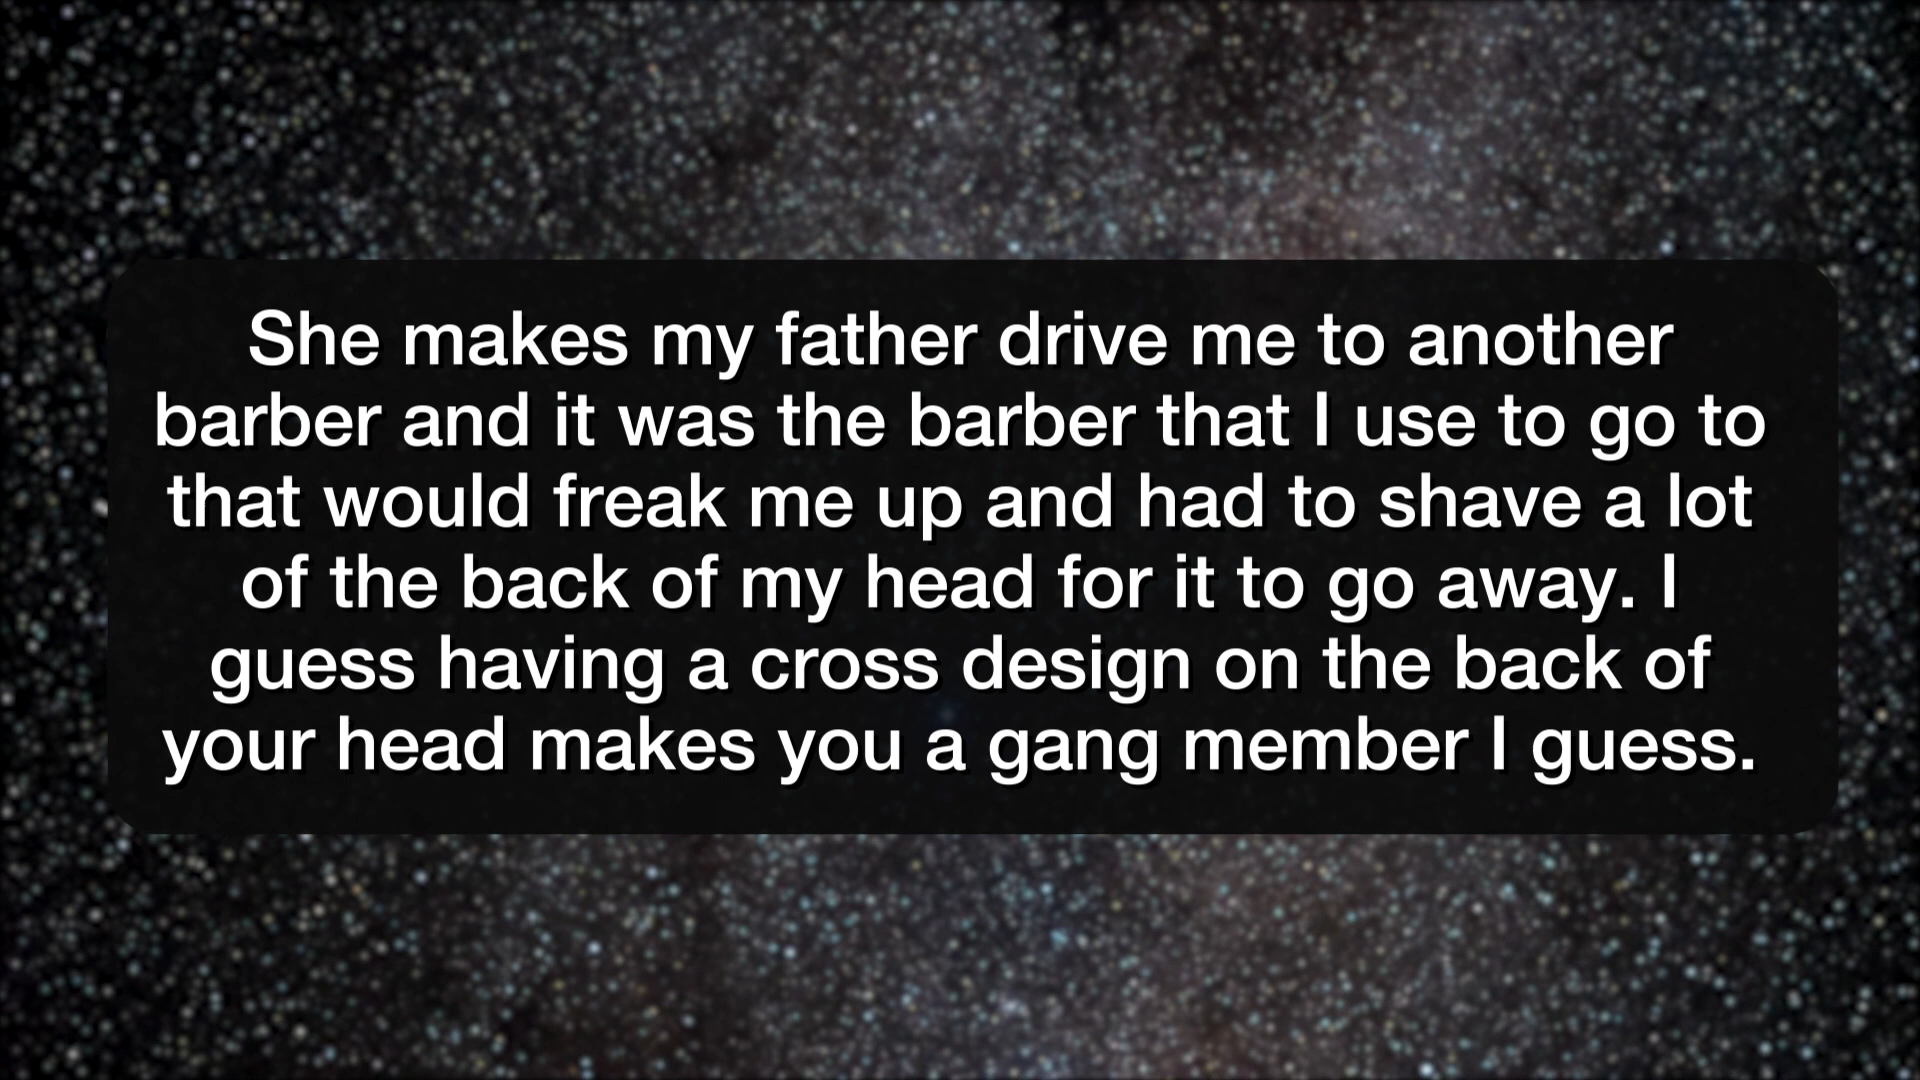 She makes my father drive me to another
barber and it was the barber that I use to go to
that would freak me up and had to shave a lot
of the back of my head for it to go away. I
guess having a cross design on the back of
your head makes you a gang member I guess.